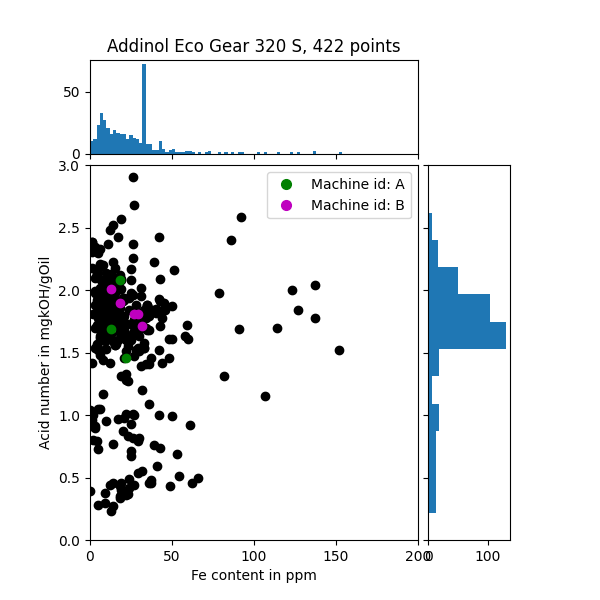 Addinol Eco Gear 320 S, 422 points
50
0
3.0
2.5
2.0
1.5
1.0
0.5
0.0
Acid number in mgkOH/gOil
Machine id: A
Machine id: B
0 50 100 150 200
0 100
Fe content in ppm